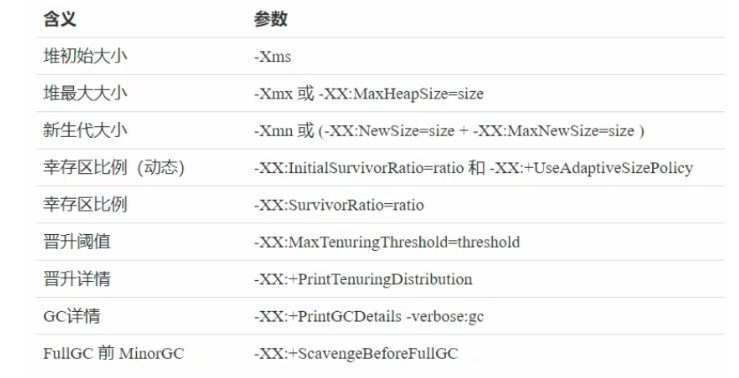 含义 参数
堆初始大小 -Xms
堆最大大小 -Xmx 或 -XX:MaxHeapSize=size
新生代大小 -Xmn 或 (-XX:NewSize=size + -XX:MaxNewSize=size )
幸存区比例（动态） -XX:InitialSurvivorRatio=ratio 和 -XX:+UseAdaptiveSizePolicy
幸存区比例 -XX:SurvivorRatio=ratio
晋升阈值 -XX:MaxTenuringThreshold=threshold
晋升详情 -XX:+PrintTenuringDistribution
GC详情 -XX:+PrintGCDetails -verbose:gc
FullGC 前 MinorGC -XX:+ScavengeBeforeFullGC